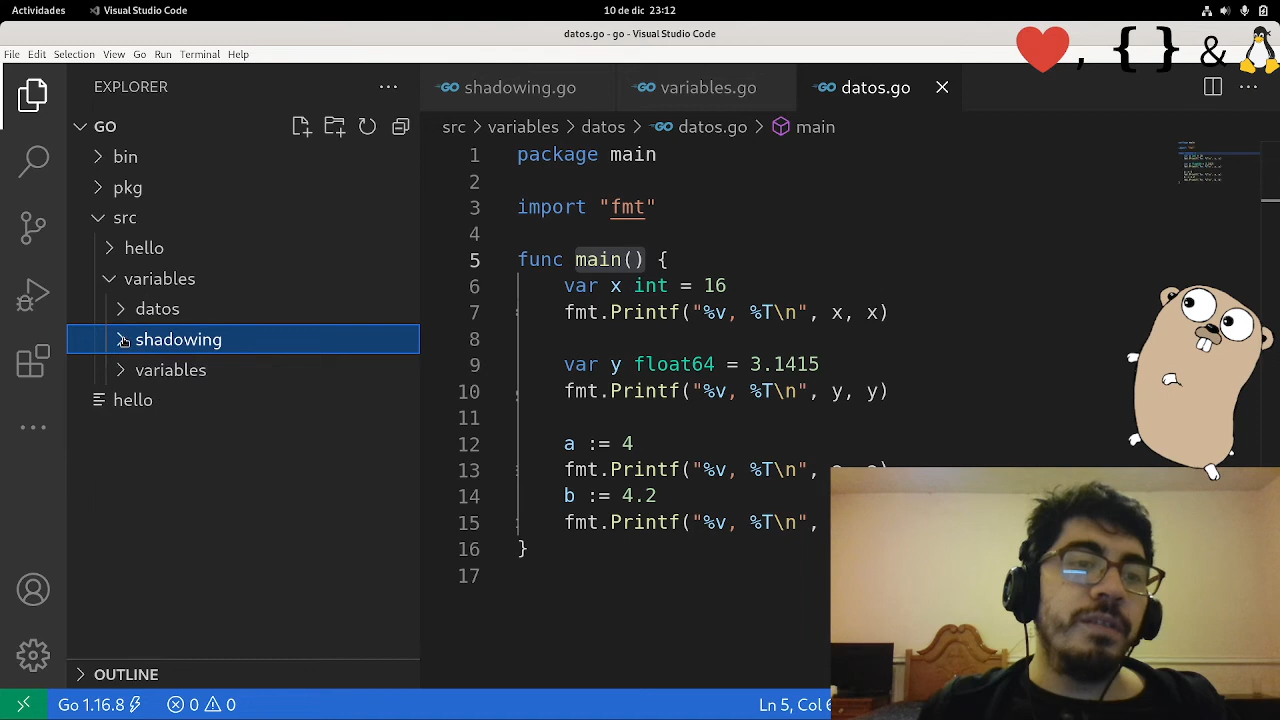 Actividades
Visual Studio Code
10 de dic 23:12
datos.go - go - Visual Studio Code
File Edit Selection View Go Run Terminal Help
, { } &
EXPLORER
GO
bin
pkg
src
hello
variables
datos
shadowing
variables
hello
OUTLINE
shadowing.go
variables.go
datos.go
src > variables > datos > datos.go > main
1 package main
2
3 import "fmt"
4
5 func main() {
6 var x int = 16
7 fmt.Printf("%v, %T\n", x, x)
8
9 var y float64 = 3.1415
10 fmt.Printf("%v, %T\n", y, y)
11
12 a := 4
13 fmt.Printf("%v, %T\n",
14 b := 4.2
15 fmt.Printf("%v, %T\n",
16 }
17
Go 1.16.8 0 0 Ln 5, Col